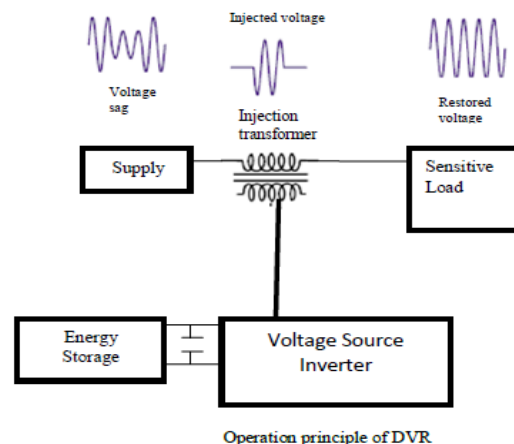 Injected voltage
Voltage
sag
Restored
voltage
Injection
transformer
Supply
Sensitive
Load
Energy
Storage
Voltage Source
Inverter
Operation principle of DVR